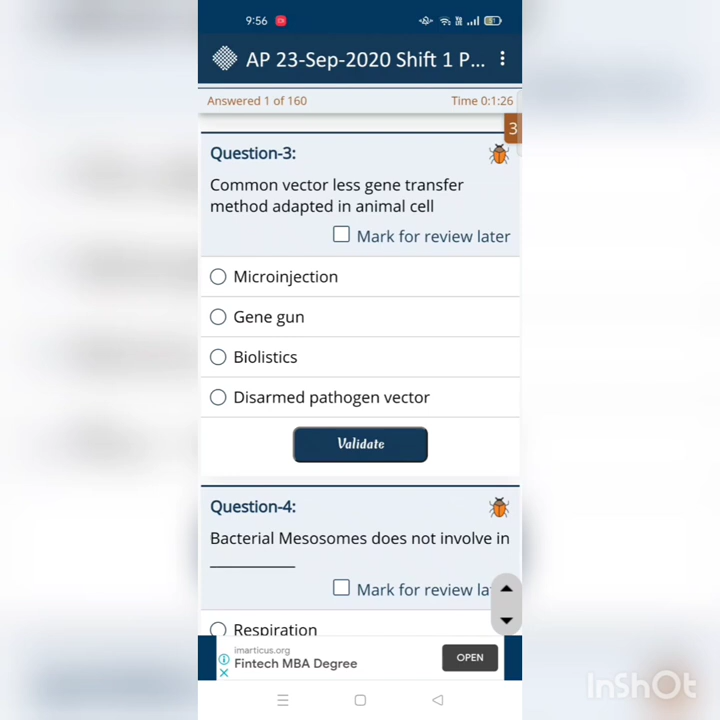 9:56
AP 23-Sep-2020 Shift 1 P...
Answered 1 of 160
Time 0:1:26
3
Question-3:
Common vector less gene transfer
method adapted in animal cell
Mark for review later
Microinjection
Gene gun
Biolistics
Disarmed pathogen vector
Validate
Question-4:
Bacterial Mesosomes does not involve in
__________
Mark for review la
Respiration
imarticus.org
Fintech MBA Degree
OPEN
InShOt